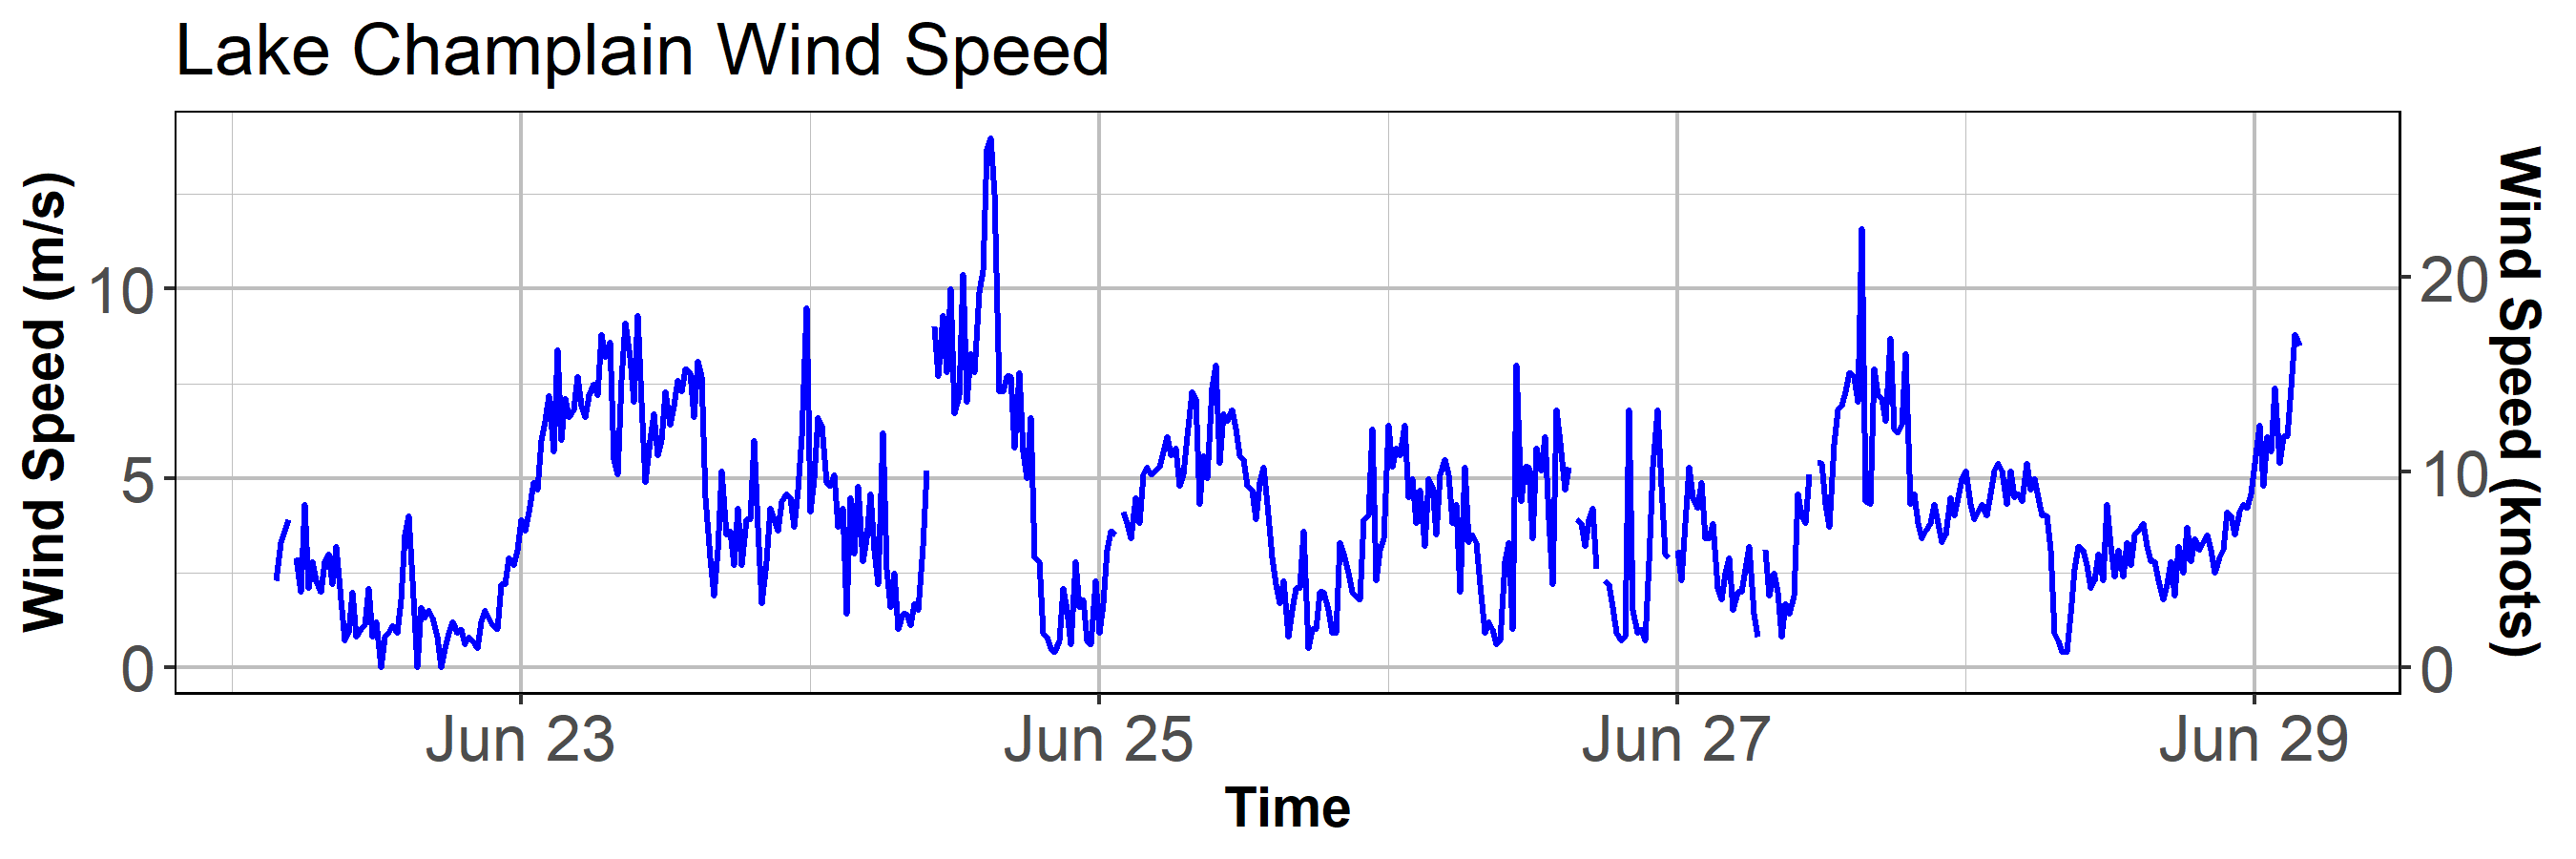 Lake Champlain Wind Speed
Wind Speed (m/s)
10
5
0
20
10
0
Wind Speed (knots)
Jun 23
Jun 25
Jun 27
Jun 29
Time